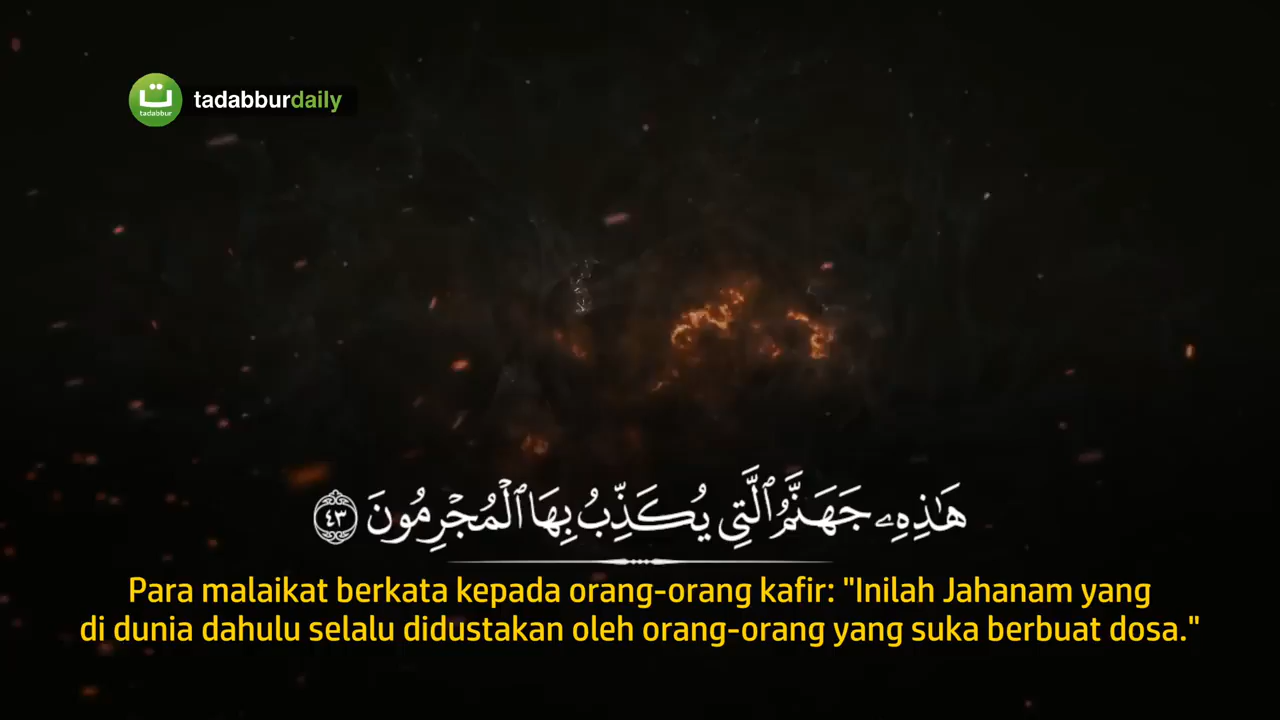 ت
tadabbur
tadabburdaily
هَـٰذِهِۦ جَهَنَّمُ ٱلَّتِى يُكَذِّبُ بِهَا ٱلْمُجْرِمُونَ ٤٣
Para malaikat berkata kepada orang-orang kafir: "Inilah Jahanam yang
di dunia dahulu selalu didustakan oleh orang-orang yang suka berbuat dosa."